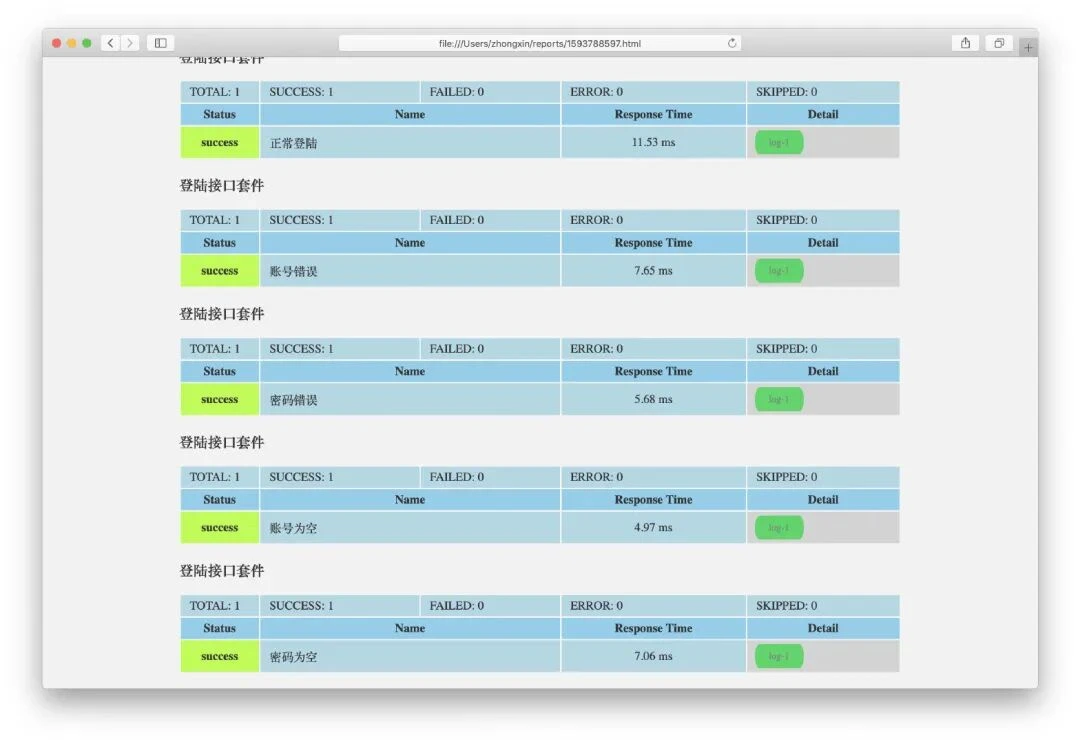 file:///Users/zhongxin/reports/1593788597.html
登陆接口套件
TOTAL: 1 SUCCESS: 1 FAILED: 0 ERROR: 0 SKIPPED: 0
Status Name Response Time Detail
success 正常登陆 11.53 ms log-1
登陆接口套件
TOTAL: 1 SUCCESS: 1 FAILED: 0 ERROR: 0 SKIPPED: 0
Status Name Response Time Detail
success 账号错误 7.65 ms log-1
登陆接口套件
TOTAL: 1 SUCCESS: 1 FAILED: 0 ERROR: 0 SKIPPED: 0
Status Name Response Time Detail
success 密码错误 5.68 ms log-1
登陆接口套件
TOTAL: 1 SUCCESS: 1 FAILED: 0 ERROR: 0 SKIPPED: 0
Status Name Response Time Detail
success 账号为空 4.97 ms log-1
登陆接口套件
TOTAL: 1 SUCCESS: 1 FAILED: 0 ERROR: 0 SKIPPED: 0
Status Name Response Time Detail
success 密码为空 7.06 ms log-1